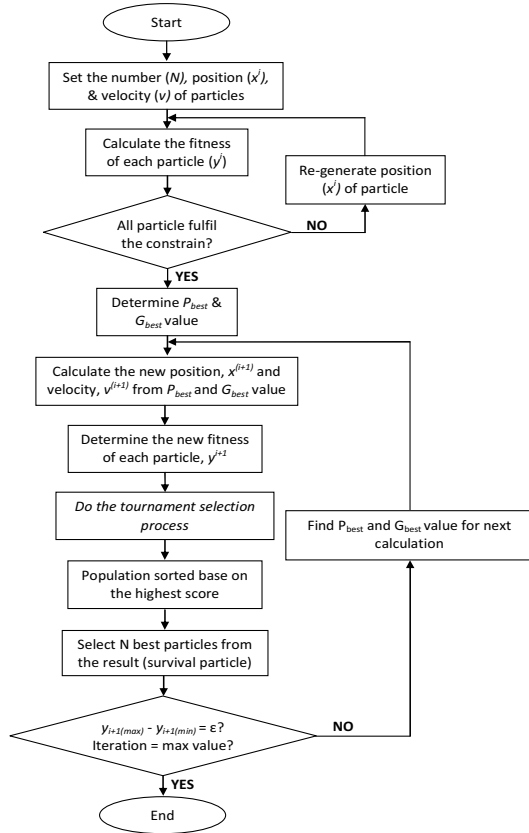 Start
Set the number (N), position (xⁱ),
& velocity (v) of particles
Calculate the fitness
of each particle (yⁱ)
Re-generate position
(xⁱ) of particle
All particle fulfil
the constrain?
NO
YES
Determine P_best &
G_best value
Calculate the new position, x⁽ⁱ⁺¹⁾ and
velocity, v⁽ⁱ⁺¹⁾ from P_best and G_best value
Determine the new fitness
of each particle, yⁱ⁺¹
Do the tournament selection
process
Find P_best and G_best value for next
calculation
Population sorted base on
the highest score
Select N best particles from
the result (survival particle)
y_i+1(max) - y_i+1(min) = ε?
Iteration = max value?
NO
YES
End